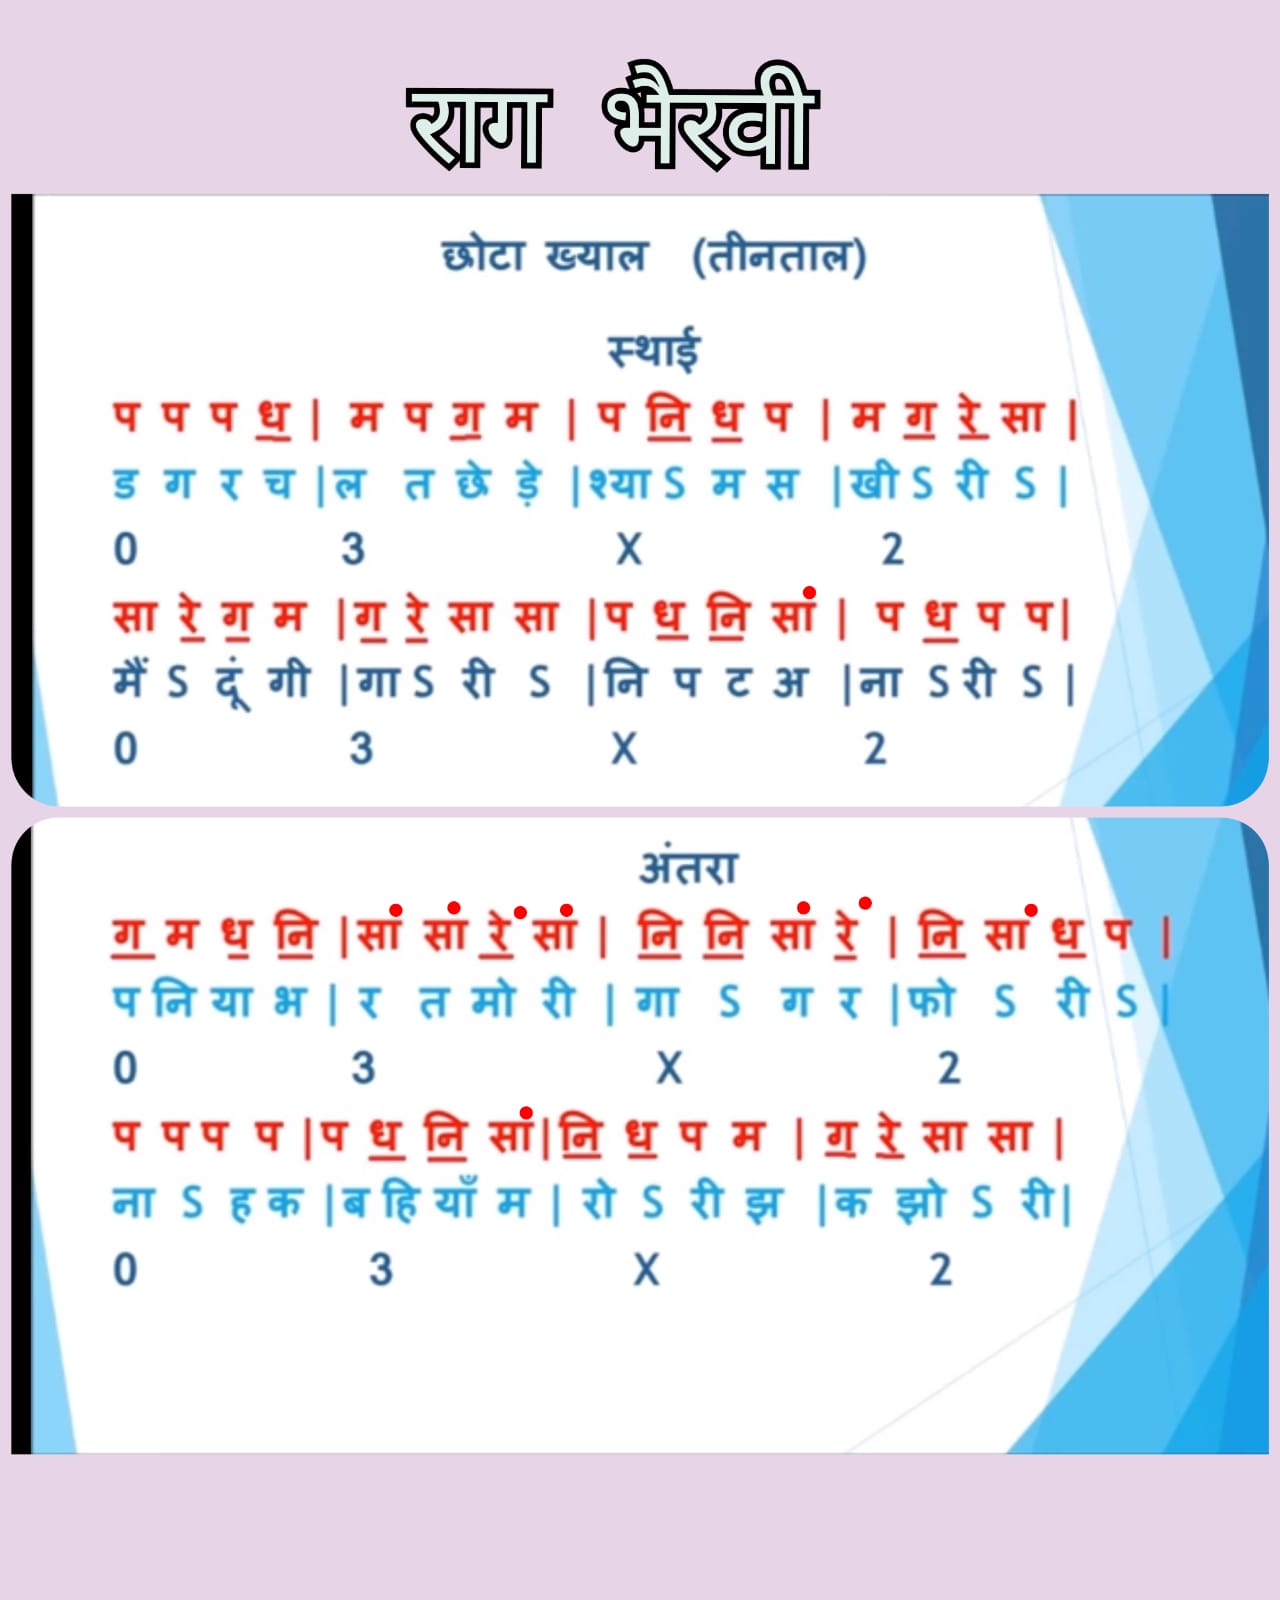 राग भैरवी
छोटा ख्याल (तीनताल)
स्थाई
प प प ध॒ | म प ग॒ म | प नि॒ ध॒ प | म ग॒ रे॒ सा |
ड ग र च |ल त छे ड़े |श्या S म स |खी S री S |
0 3 X 2
सा रे॒ ग॒ म |ग॒ रे॒ सा सा |प ध॒ नि॒ सां | प ध॒ प प|
मैं S दूं गी |गा S री S |नि प ट अ |ना S री S |
0 3 X 2
अंतरा
ग॒ म ध॒ नि॒ |सां सां रें॒ सां | नि॒ नि॒ सां रें॒ | नि॒ सां ध॒ प |
प नि या भ | र त मो री | गा S ग र |फो S री S |
0 3 X 2
प प प प |प ध॒ नि॒ सां|नि॒ ध॒ प म | ग॒ रे॒ सा सा |
ना S ह क |ब हि याँ म | रो S री झ |क झो S री|
0 3 X 2